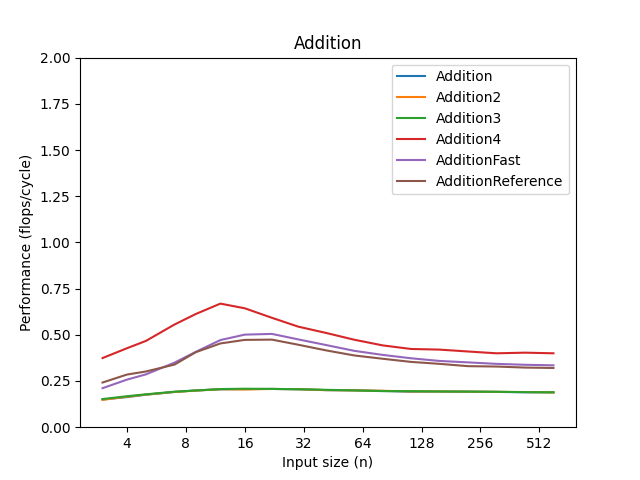 Addition
2.00
1.75
1.50
1.25
1.00
0.75
0.50
0.25
0.00
Performance (flops/cycle)
Addition
Addition2
Addition3
Addition4
AdditionFast
AdditionReference
4 8 16 32 64 128 256 512
Input size (n)